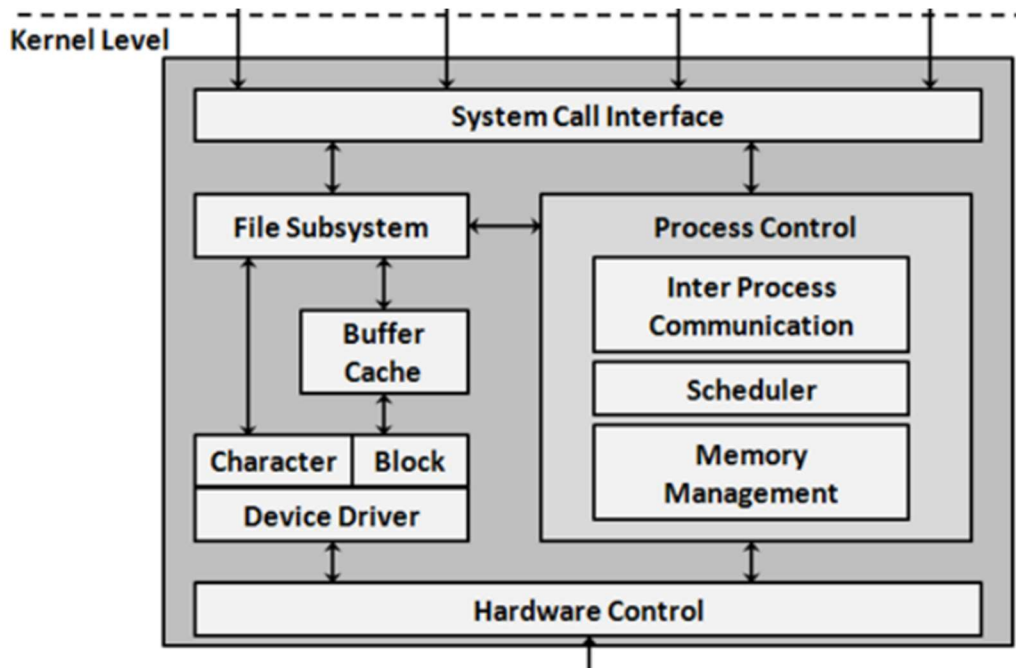 Kernel Level
System Call Interface
File Subsystem
Process Control
Inter Process
Communication
Buffer
Cache
Scheduler
Character
Block
Memory
Management
Device Driver
Hardware Control